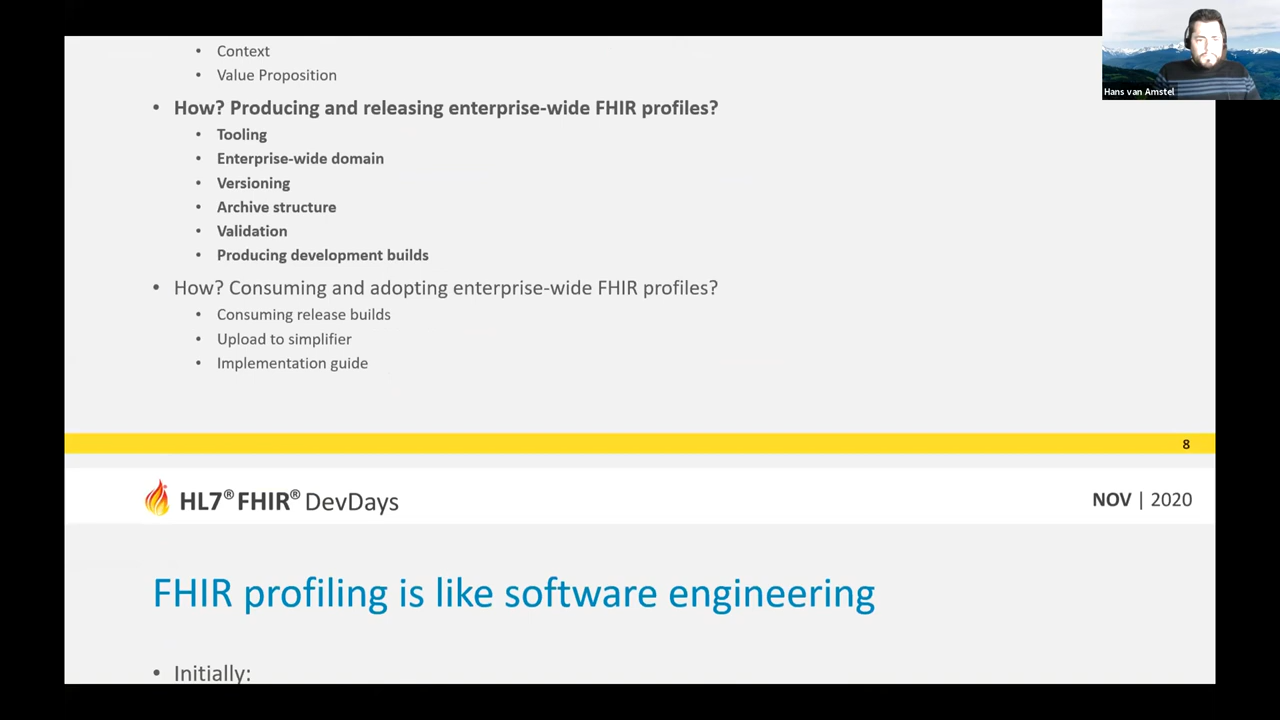 Hans van Amstel
• Context
• Value Proposition
• How? Producing and releasing enterprise-wide FHIR profiles?
• Tooling
• Enterprise-wide domain
• Versioning
• Archive structure
• Validation
• Producing development builds
• How? Consuming and adopting enterprise-wide FHIR profiles?
• Consuming release builds
• Upload to simplifier
• Implementation guide
8
HL7® FHIR® DevDays
NOV | 2020
FHIR profiling is like software engineering
• Initially: